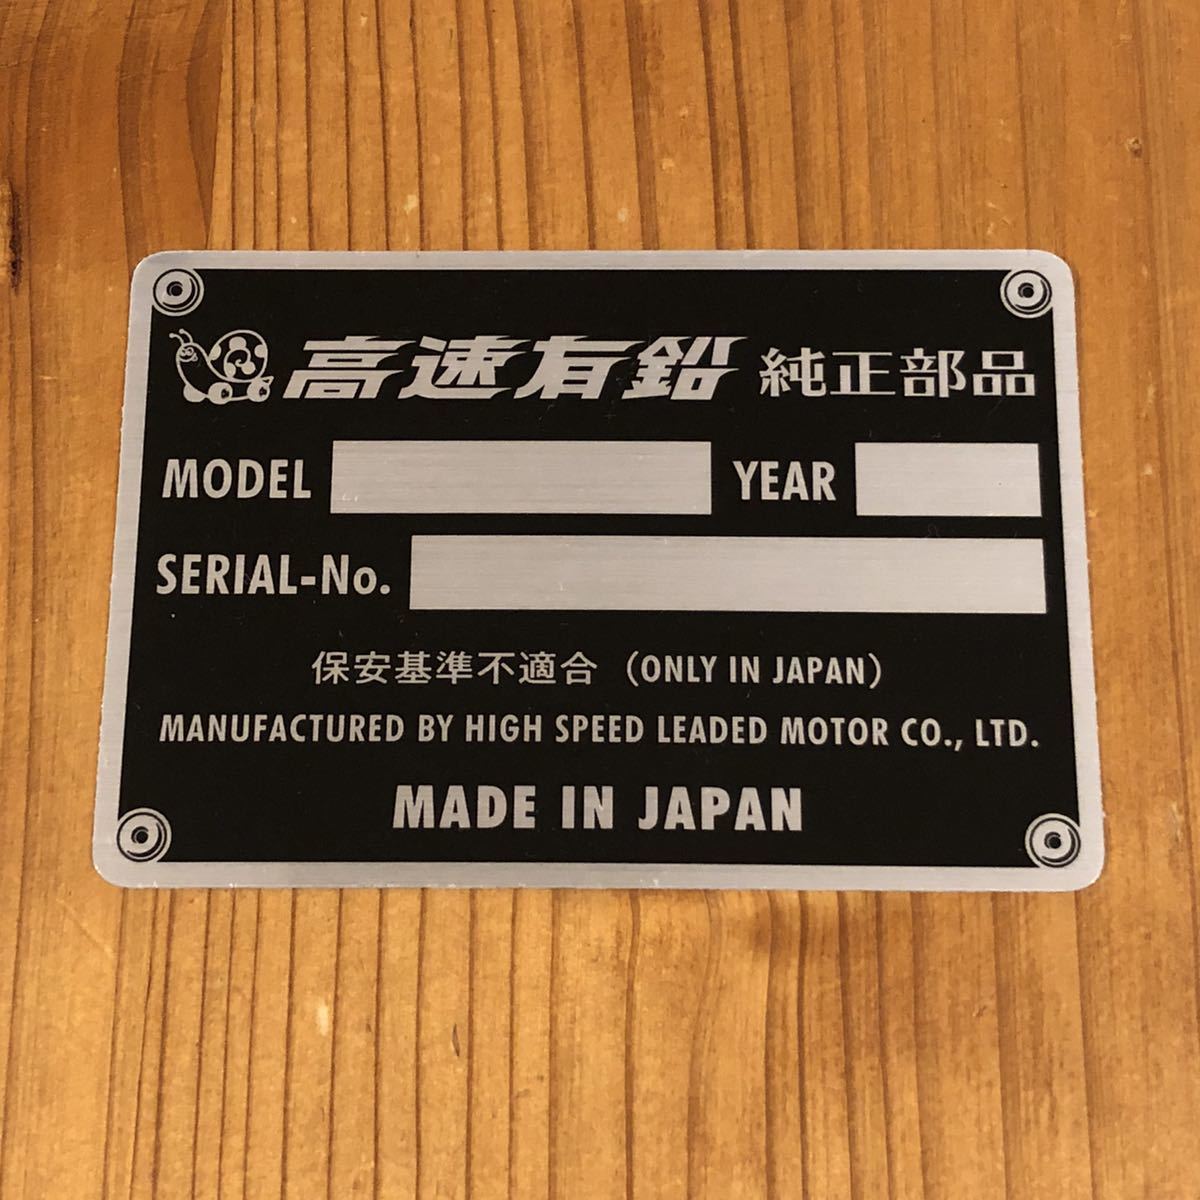 高速有鉛 純正部品
MODEL YEAR
SERIAL-No.
保安基準不適合 (ONLY IN JAPAN)
MANUFACTURED BY HIGH SPEED LEADED MOTOR CO., LTD.
MADE IN JAPAN